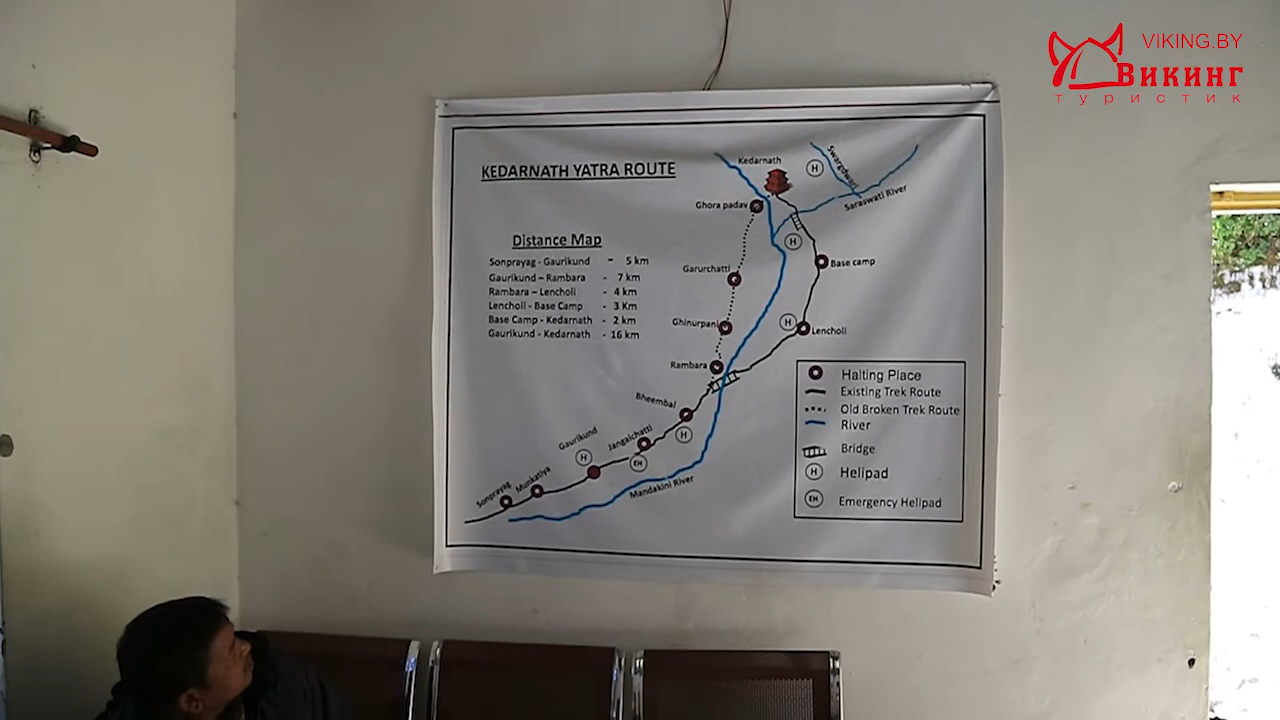 VIKING.BY
Викинг
туристик
KEDARNATH YATRA ROUTE
Distance Map
Sonprayag - Gaurikund - 5 km
Gaurikund – Rambara - 7 km
Rambara – Lencholi - 4 km
Lencholi - Base Camp - 3 Km
Base Camp - Kedarnath - 2 km
Gaurikund - Kedarnath - 16 km
Kedarnath
H
Swargdwari
Saraswati River
Ghora padav
H
Base camp
Garurchatti
Ghinurpani
H
Lencholi
Rambara
Bheembal
H
Jangalchatti
EH
Gaurikund
H
Munkatiya
Sonprayag
Mandakini River
Halting Place
Existing Trek Route
Old Broken Trek Route
River
Bridge
H Helipad
EH Emergency Helipad